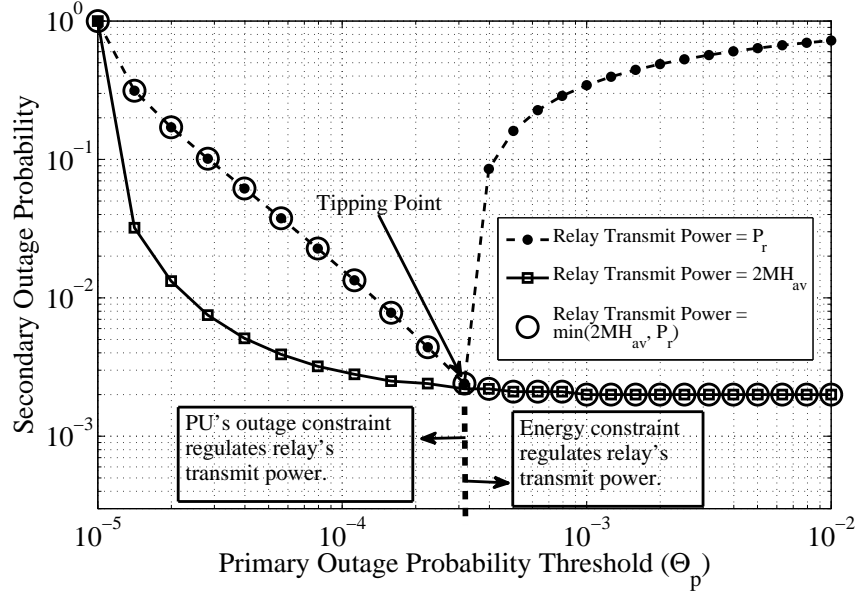 10^0
10^−1
10^−2
10^−3
Secondary Outage Probability
Tipping Point
Relay Transmit Power = P_r
Relay Transmit Power = 2MH_av
Relay Transmit Power =
min(2MH_av, P_r)
PU's outage constraint
regulates relay's
transmit power.
Energy constraint
regulates relay's
transmit power.
10^−5
10^−4
10^−3
10^−2
Primary Outage Probability Threshold (Θ_p)